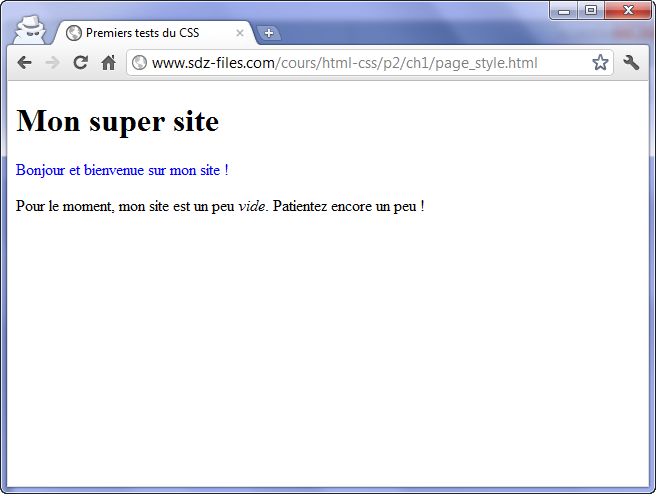 Premiers tests du CSS
www.sdz-files.com/cours/html-css/p2/ch1/page_style.html
Mon super site
Bonjour et bienvenue sur mon site !
Pour le moment, mon site est un peu vide. Patientez encore un peu !